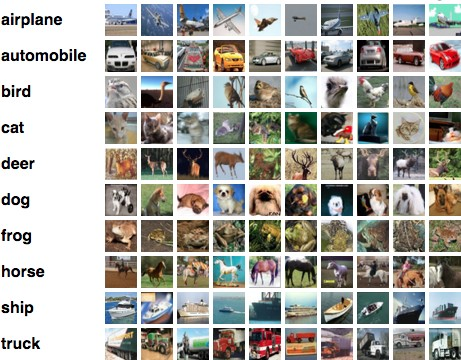 airplane
automobile
bird
cat
deer
dog
frog
horse
ship
truck